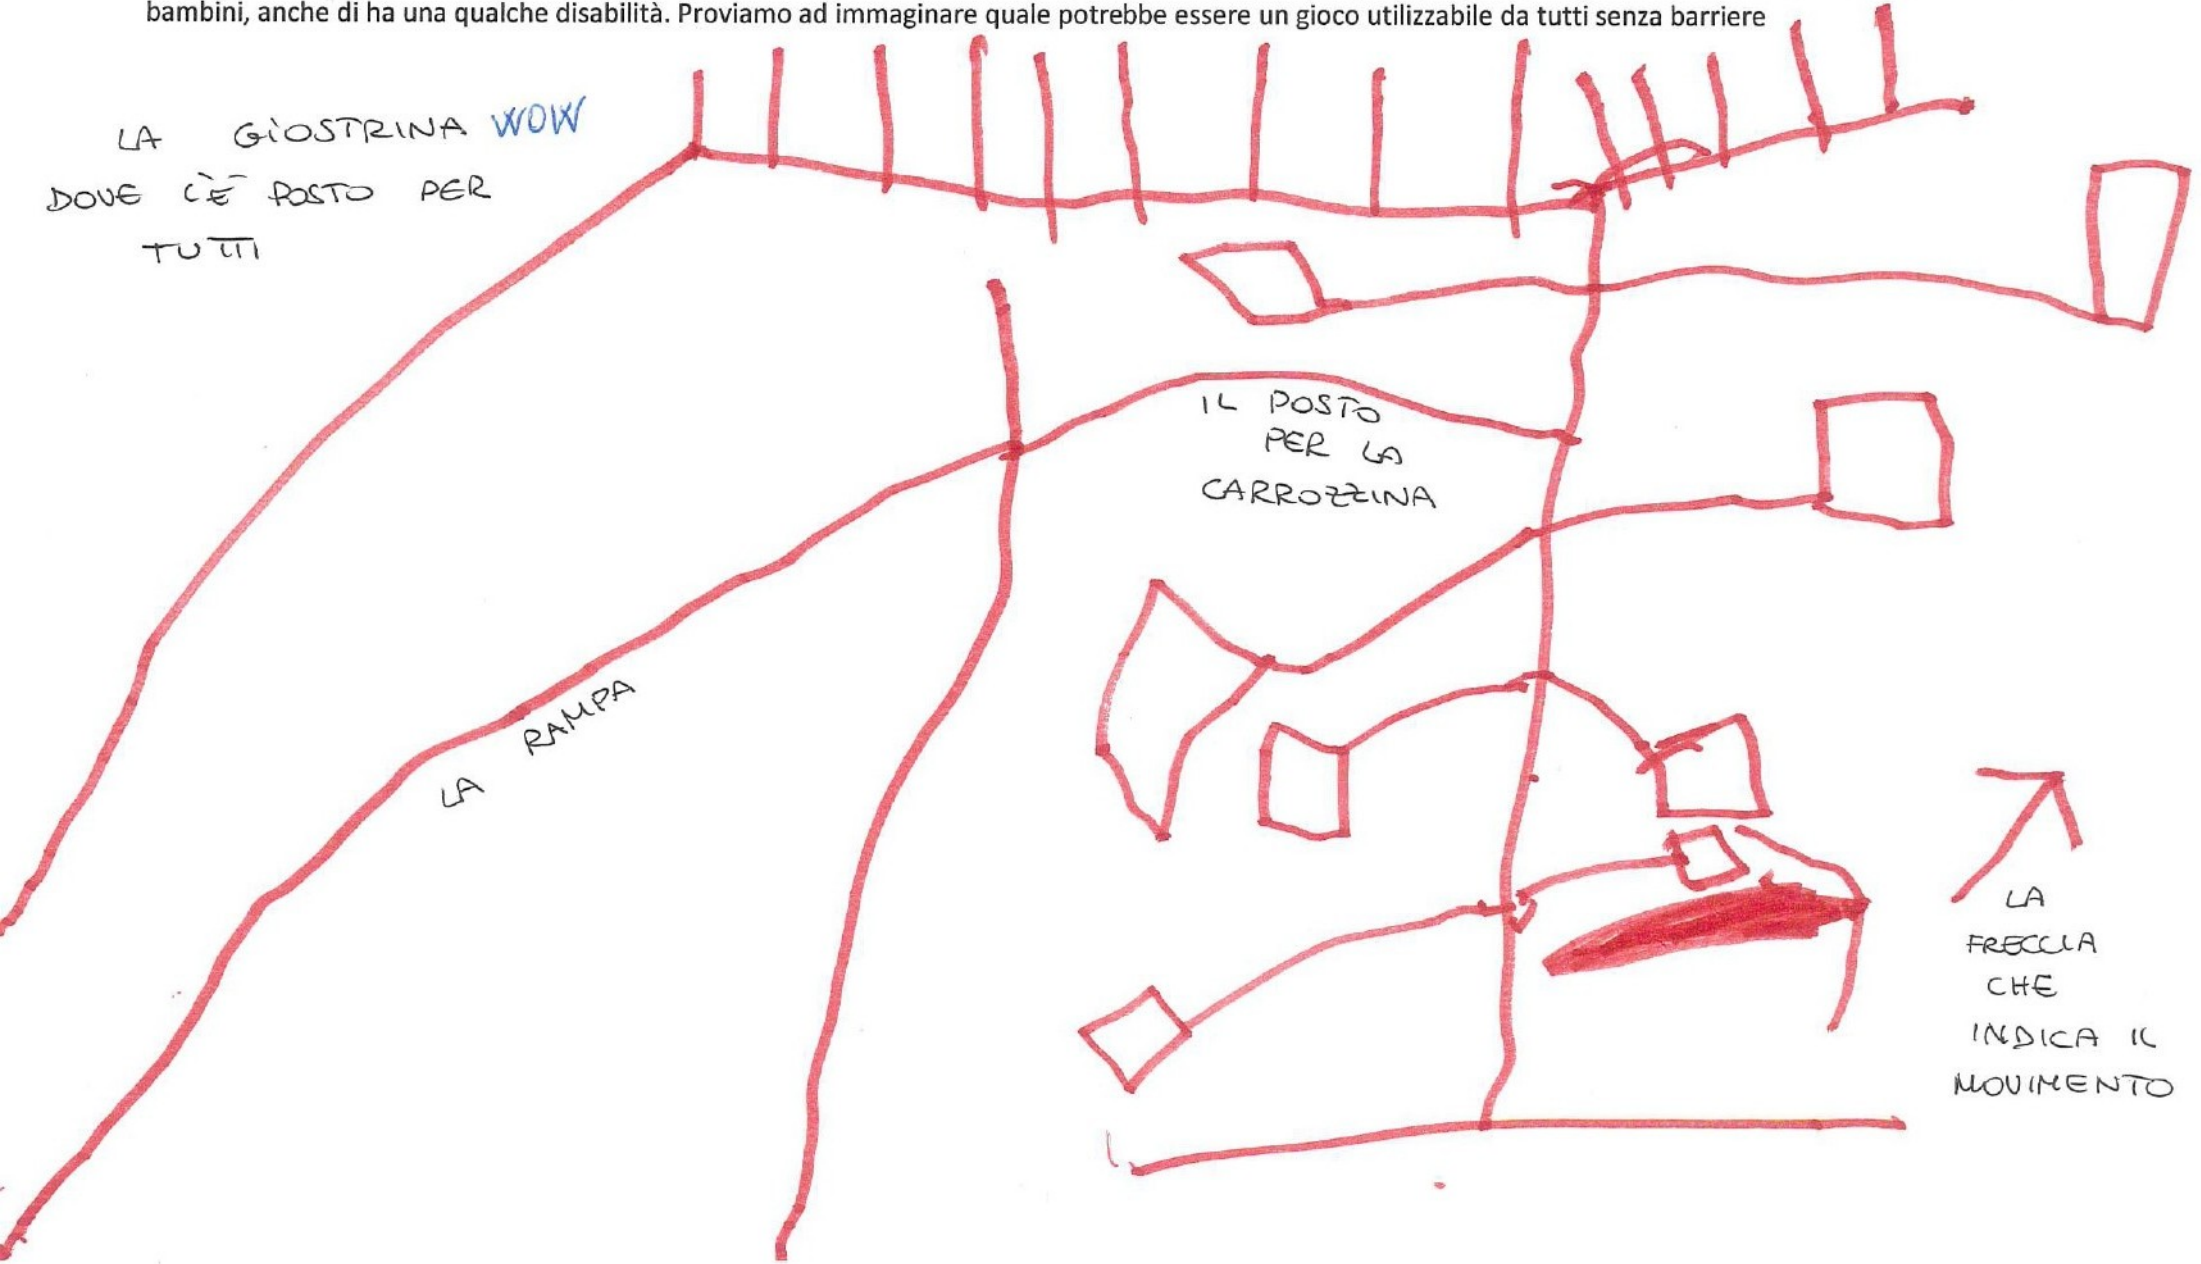 bambini, anche di ha una qualche disabilità. Proviamo ad immaginare quale potrebbe essere un gioco utilizzabile da tutti senza barriere
LA GIOSTRINA WOW
DOVE C'È POSTO PER
TUTTI
IL POSTO
PER LA
CARROZZINA
LA RAMPA
LA
FRECCIA
CHE
INDICA IL
MOVIMENTO